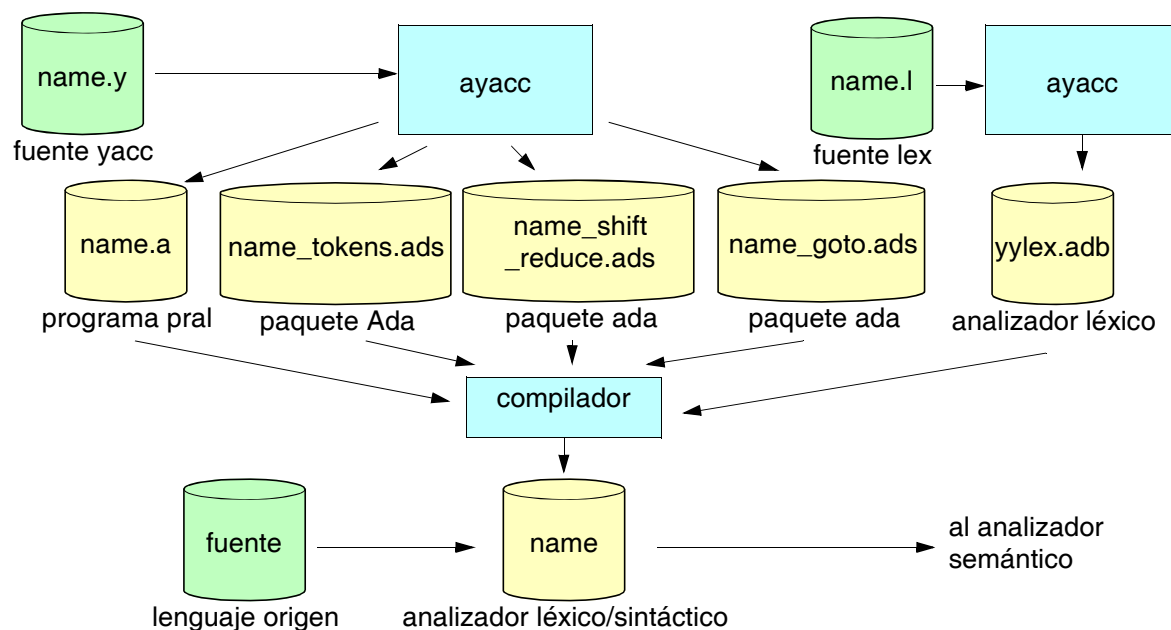 name.y
ayacc
name.l
ayacc
fuente yacc
fuente lex
name.a
name_tokens.ads
name_shift
_reduce.ads
name_goto.ads
yylex.adb
programa pral
paquete Ada
paquete ada
paquete ada
analizador léxico
compilador
fuente
name
al analizador
semántico
lenguaje origen
analizador léxico/sintáctico